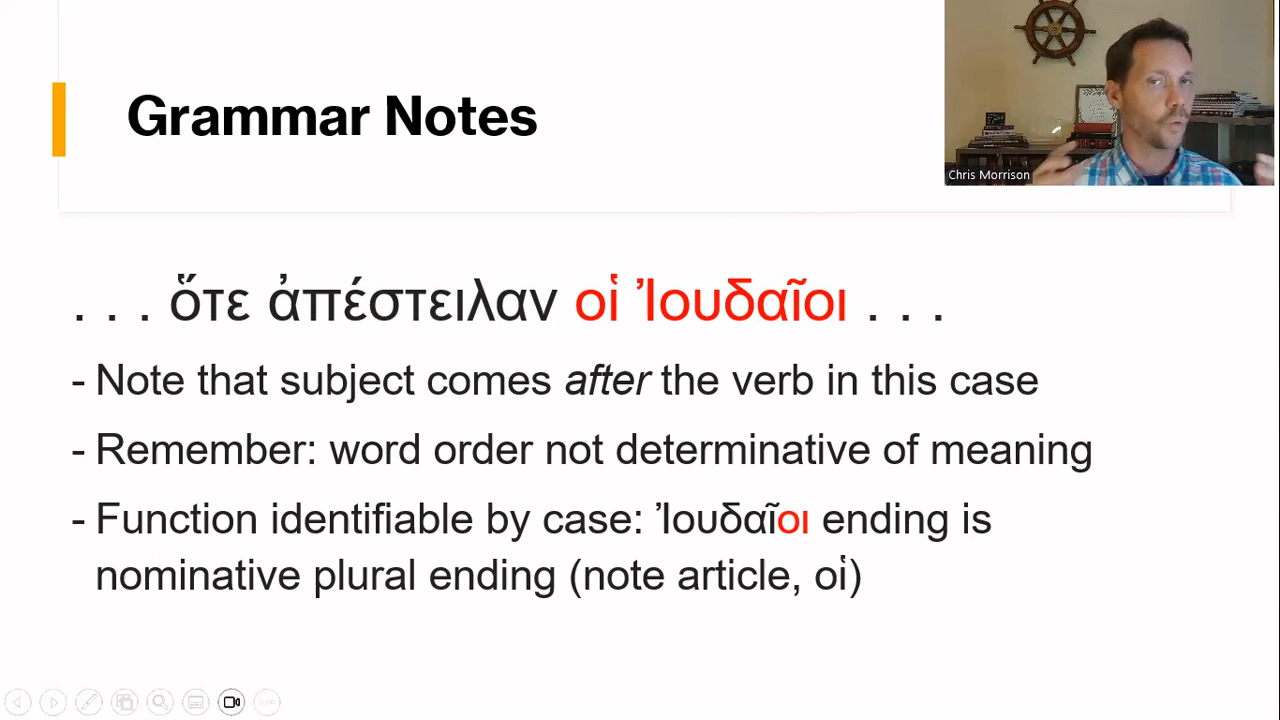 Grammar Notes
Chris Morrison
. . . ὅτε ἀπέστειλαν οἱ Ἰουδαῖοι . . .
- Note that subject comes after the verb in this case
- Remember: word order not determinative of meaning
- Function identifiable by case: Ἰουδαῖοι ending is
nominative plural ending (note article, οἱ)